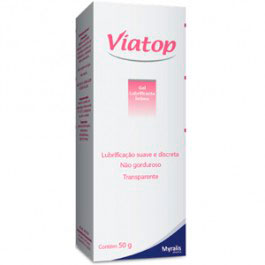 Viatop
Gel
Lubrificante
Íntimo
Lubrificação suave e discreta
Não gorduroso
Transparente
Contém 50 g
Myralis